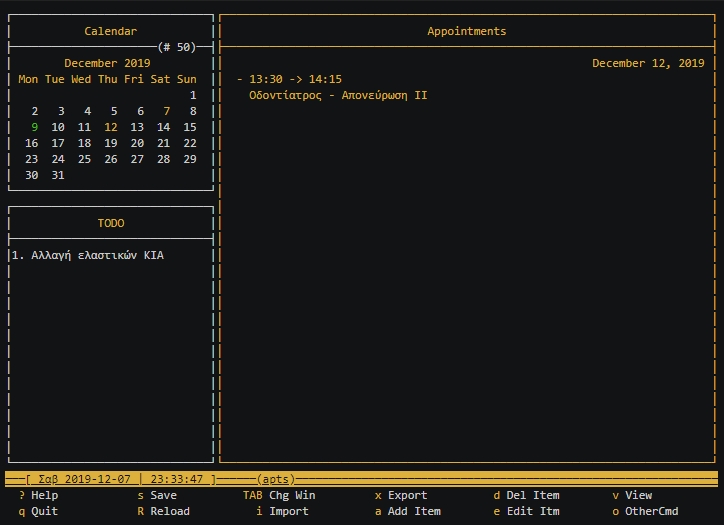 Calendar
(# 50)
December 2019
Mon Tue Wed Thu Fri Sat Sun
1
2 3 4 5 6 7 8
9 10 11 12 13 14 15
16 17 18 19 20 21 22
23 24 25 26 27 28 29
30 31
TODO
1. Αλλαγή ελαστικών KIA
Appointments
December 12, 2019
- 13:30 -> 14:15
Οδοντίατρος - Απονεύρωση II
[ Σαβ 2019-12-07 | 23:33:47 ] (apts)
? Help s Save TAB Chg Win x Export d Del Item v View
q Quit R Reload i Import a Add Item e Edit Itm o OtherCmd